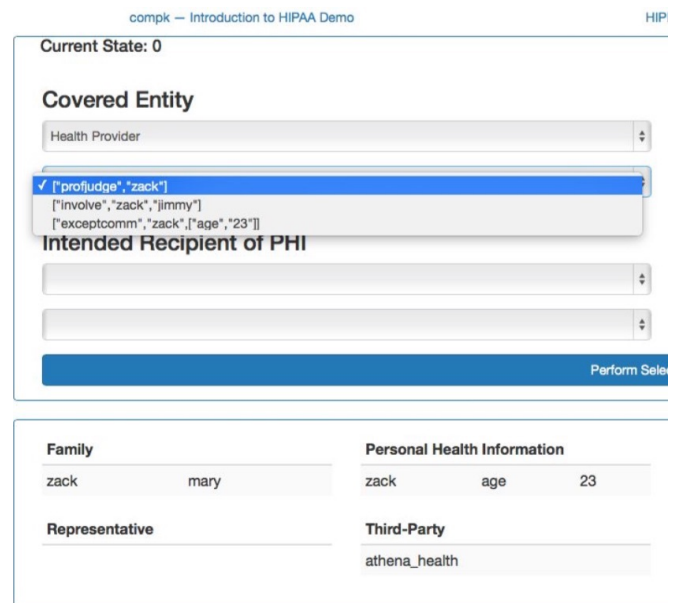 compk — Introduction to HIPAA Demo
Current State: 0
Covered Entity
Health Provider
✓ ["profjudge","zack"]
["involve","zack","jimmy"]
["exceptcomm","zack",["age","23"]]
Intended Recipient of PHI
Perform
Family
zack mary
Representative
Personal Health Information
zack age 23
Third-Party
athena_health